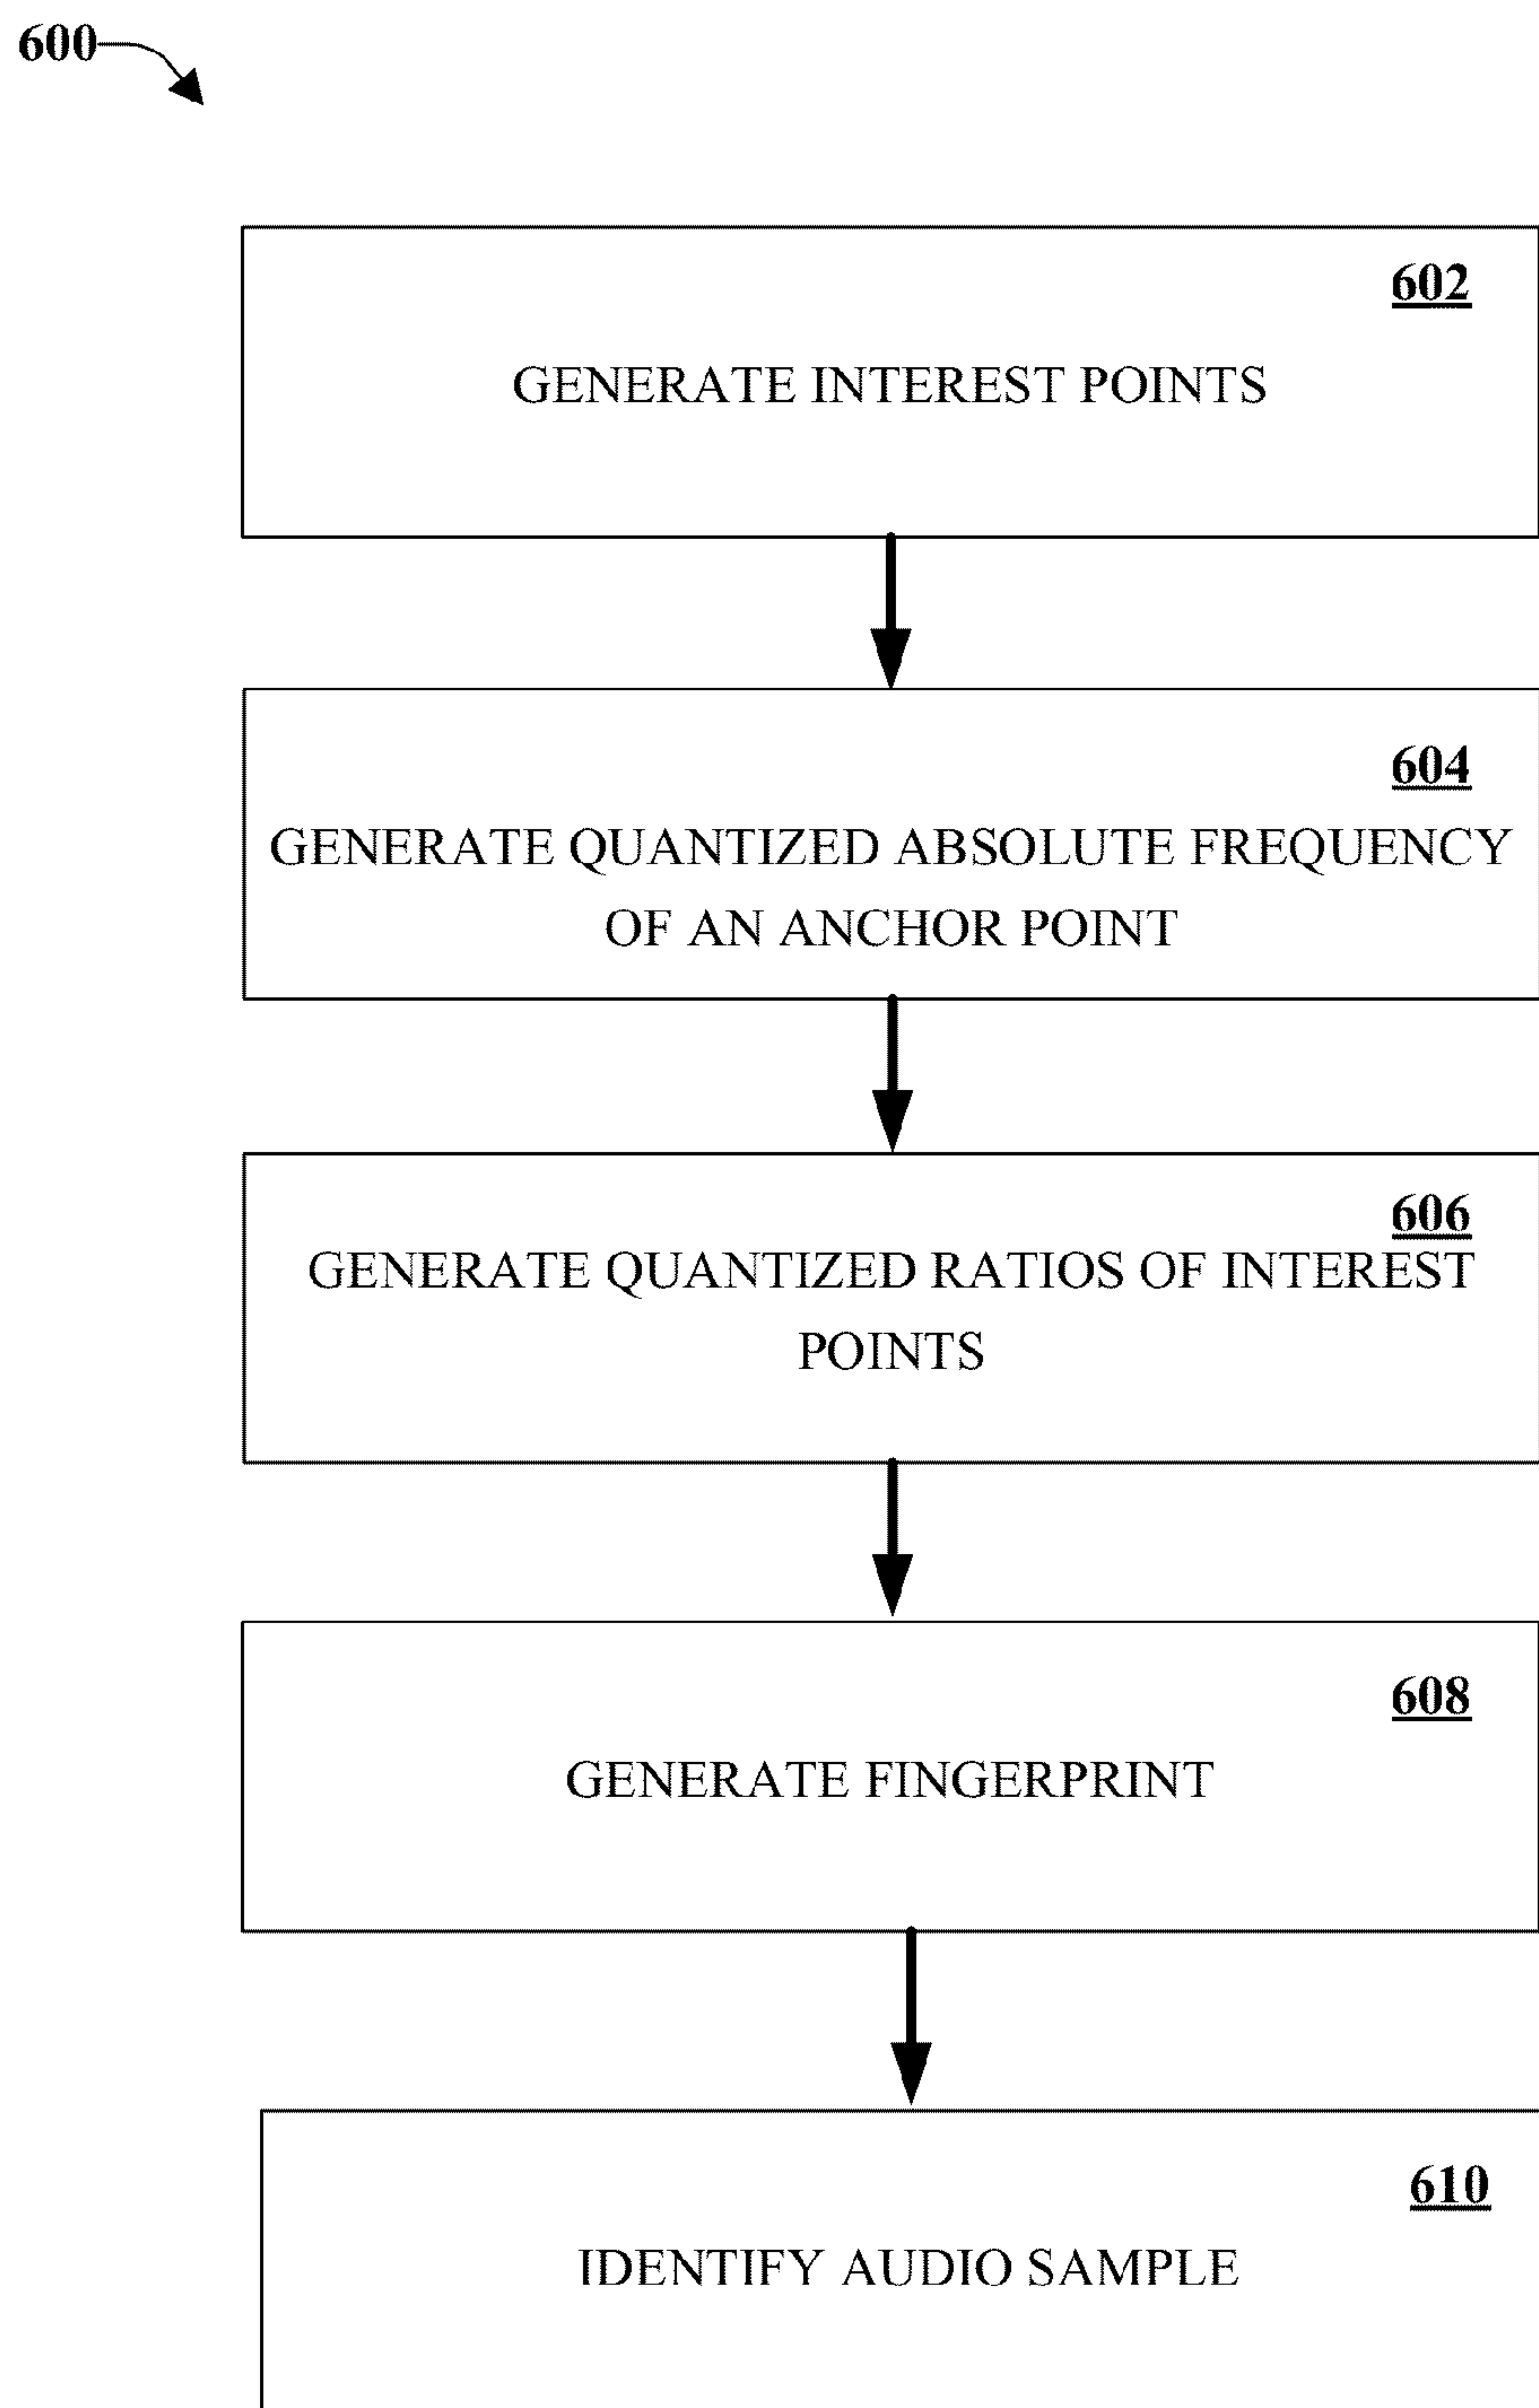 600
602
GENERATE INTEREST POINTS
604
GENERATE QUANTIZED ABSOLUTE FREQUENCY
OF AN ANCHOR POINT
606
GENERATE QUANTIZED RATIOS OF INTEREST
POINTS
608
GENERATE FINGERPRINT
610
IDENTIFY AUDIO SAMPLE